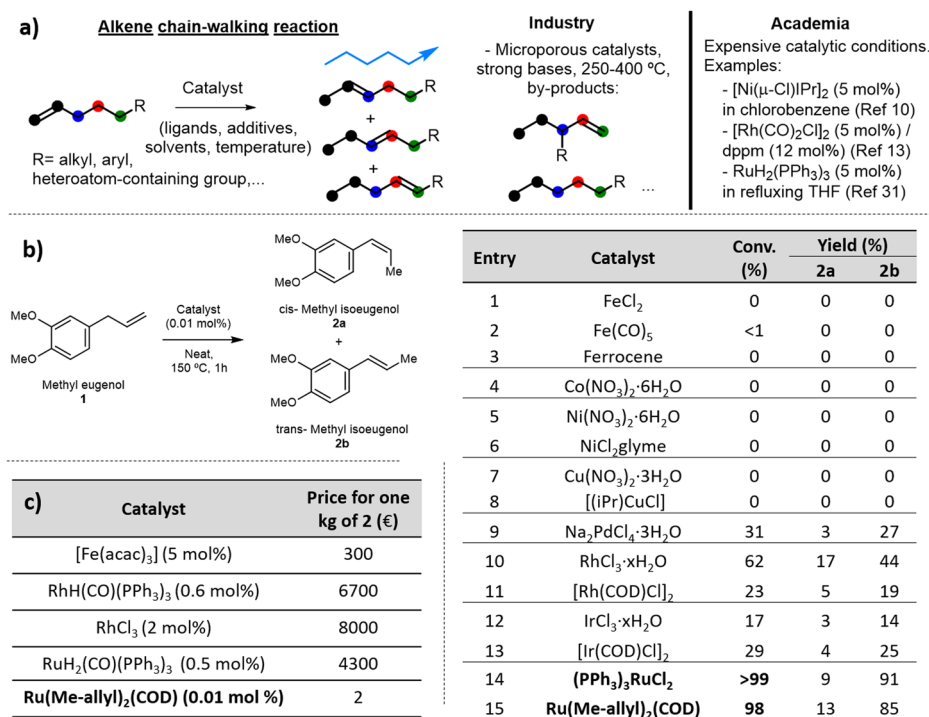 a)
Alkene chain-walking reaction
R
Catalyst
(ligands, additives,
solvents, temperature)
R= alkyl, aryl,
heteroatom-containing group,...
R
+
R
+
R
Industry
- Microporous catalysts,
strong bases, 250-400 ºC,
by-products:
R
R
...
Academia
Expensive catalytic conditions.
Examples:
- [Ni(μ-Cl)IPr]2 (5 mol%)
in chlorobenzene (Ref 10)
- [Rh(CO)2Cl]2 (5 mol%) /
dppm (12 mol%) (Ref 13)
- RuH2(PPh3)3 (5 mol%)
in refluxing THF (Ref 31)
b)
MeO
MeO
Methyl eugenol
1
Catalyst
(0.01 mol%)
Neat,
150 ºC, 1h
MeO
MeO
Me
cis- Methyl isoeugenol
2a
+
MeO
MeO
Me
trans- Methyl isoeugenol
2b
Entry Catalyst Conv. (%) Yield (%)
2a 2b
1 FeCl2 0 0 0
2 Fe(CO)5 <1 0 0
3 Ferrocene 0 0 0
4 Co(NO3)2·6H2O 0 0 0
5 Ni(NO3)2·6H2O 0 0 0
6 NiCl2glyme 0 0 0
7 Cu(NO3)2·3H2O 0 0 0
8 [(iPr)CuCl] 0 0 0
9 Na2PdCl4·3H2O 31 3 27
10 RhCl3·xH2O 62 17 44
11 [Rh(COD)Cl]2 23 5 19
12 IrCl3·xH2O 17 3 14
13 [Ir(COD)Cl]2 29 4 25
14 (PPh3)3RuCl2 >99 9 91
15 Ru(Me-allyl)2(COD) 98 13 85
c)
Catalyst Price for one
kg of 2 (€)
[Fe(acac)3] (5 mol%) 300
RhH(CO)(PPh3)3 (0.6 mol%) 6700
RhCl3 (2 mol%) 8000
RuH2(CO)(PPh3)3 (0.5 mol%) 4300
Ru(Me-allyl)2(COD) (0.01 mol %) 2